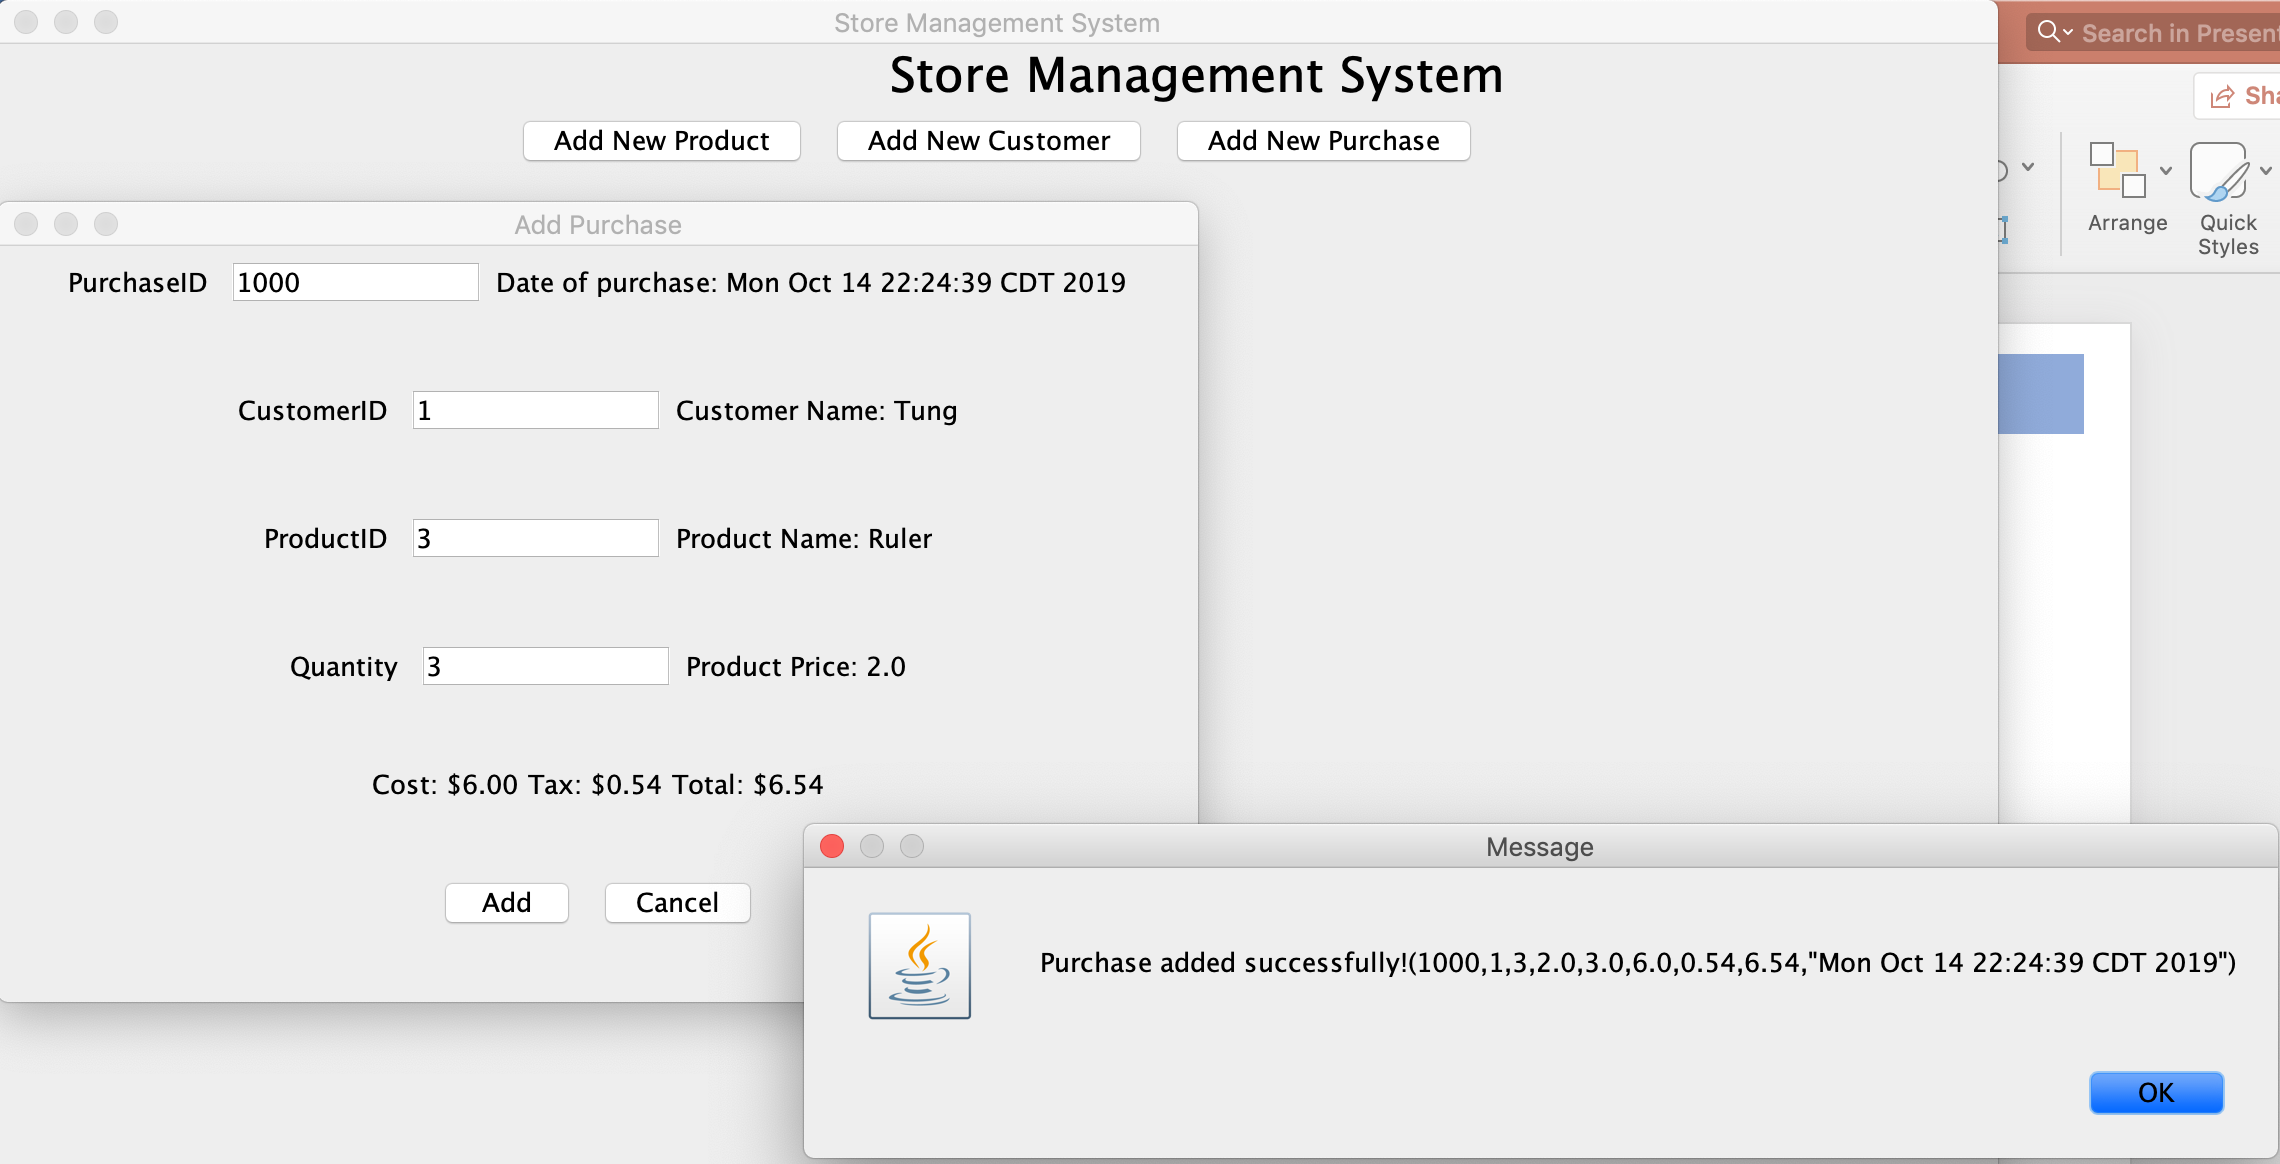 Store Management System
Search in Present
Store Management System
Add New Product
Add New Customer
Add New Purchase
Add Purchase
PurchaseID 1000 Date of purchase: Mon Oct 14 22:24:39 CDT 2019
CustomerID 1 Customer Name: Tung
ProductID 3 Product Name: Ruler
Quantity 3 Product Price: 2.0
Cost: $6.00 Tax: $0.54 Total: $6.54
Add
Cancel
Sha
Arrange
Quick
Styles
Message
Purchase added successfully!(1000,1,3,2.0,3.0,6.0,0.54,6.54,"Mon Oct 14 22:24:39 CDT 2019")
OK